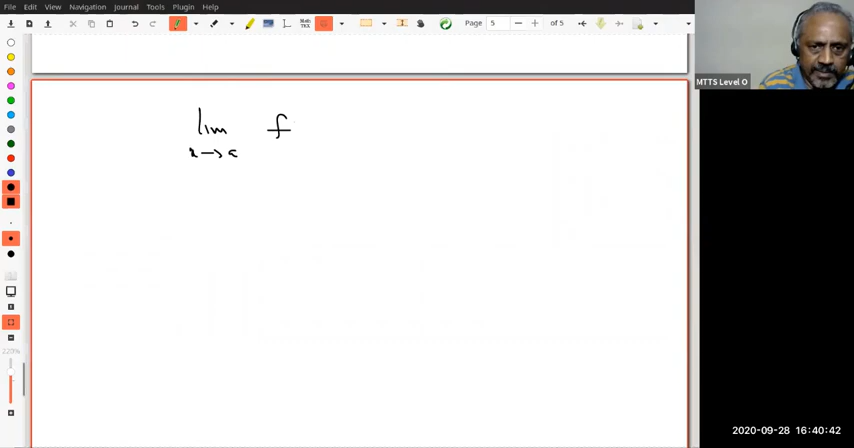 File Edit View Navigation Journal Tools Plugin Help
Page 5 of 5
lim f
x → a
220%
MTTS Level O
2020-09-28 16:40:42